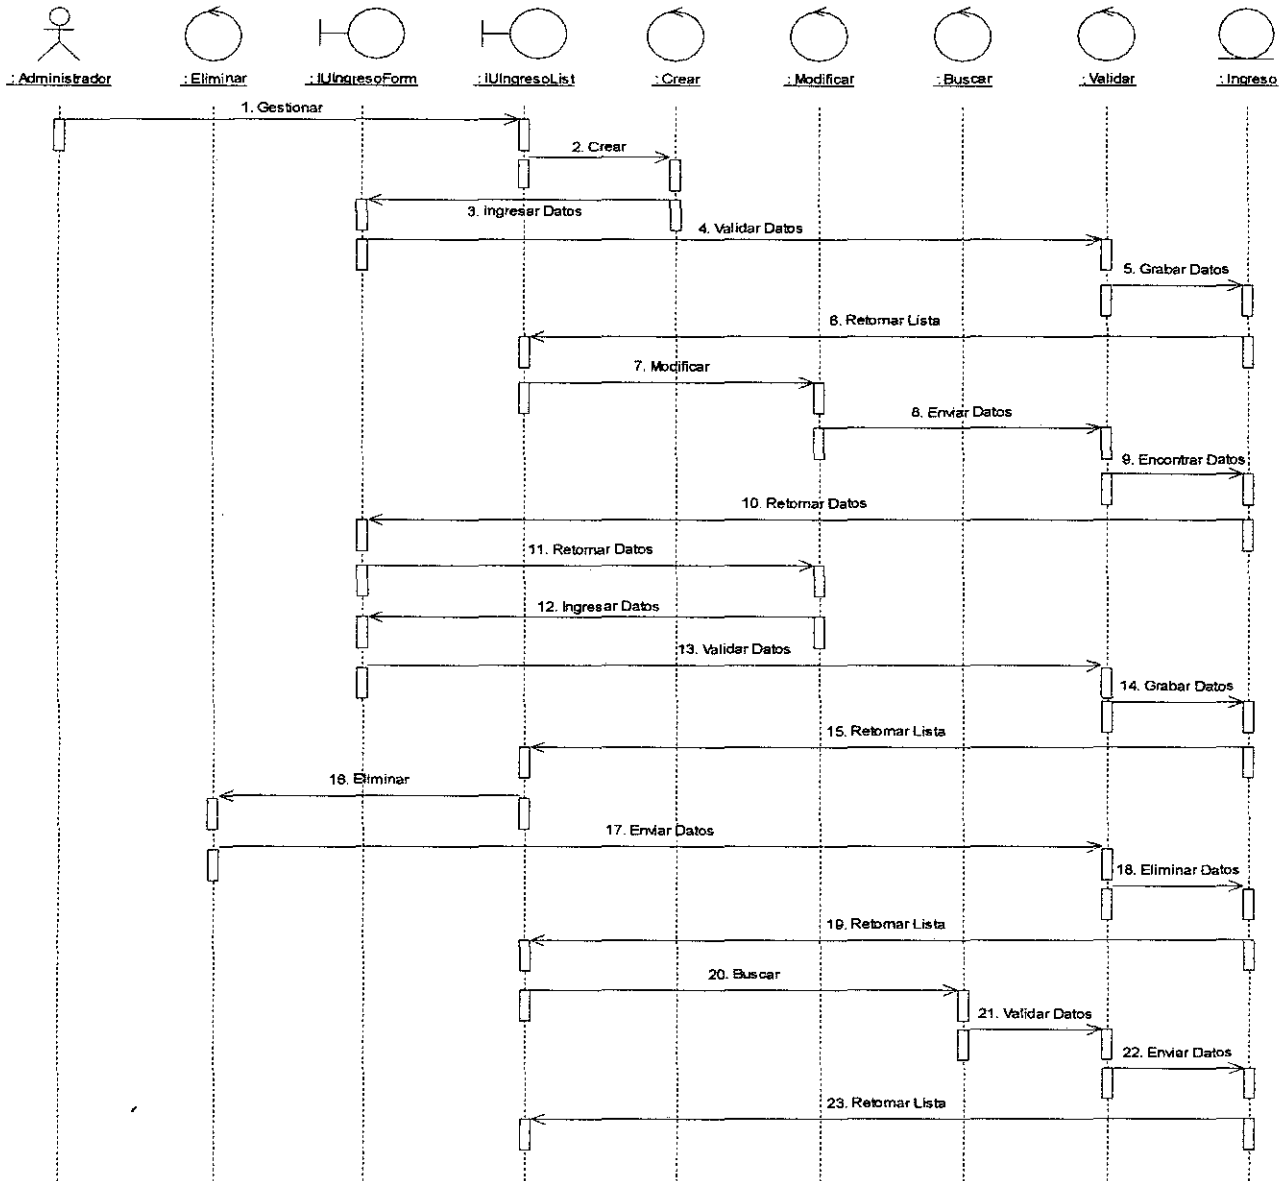 : Administrador
: Eliminar
: IUIngresoForm
: IUIngresoList
: Crear
: Modificar
: Buscar
: Validar
: Ingreso
1. Gestionar
2. Crear
3. Ingresar Datos
4. Validar Datos
5. Grabar Datos
6. Retornar Lista
7. Modificar
8. Enviar Datos
9. Encontrar Datos
10. Retornar Datos
11. Retornar Datos
12. Ingresar Datos
13. Validar Datos
14. Grabar Datos
15. Retornar Lista
16. Eliminar
17. Enviar Datos
18. Eliminar Datos
19. Retornar Lista
20. Buscar
21. Validar Datos
22. Enviar Datos
23. Retornar Lista